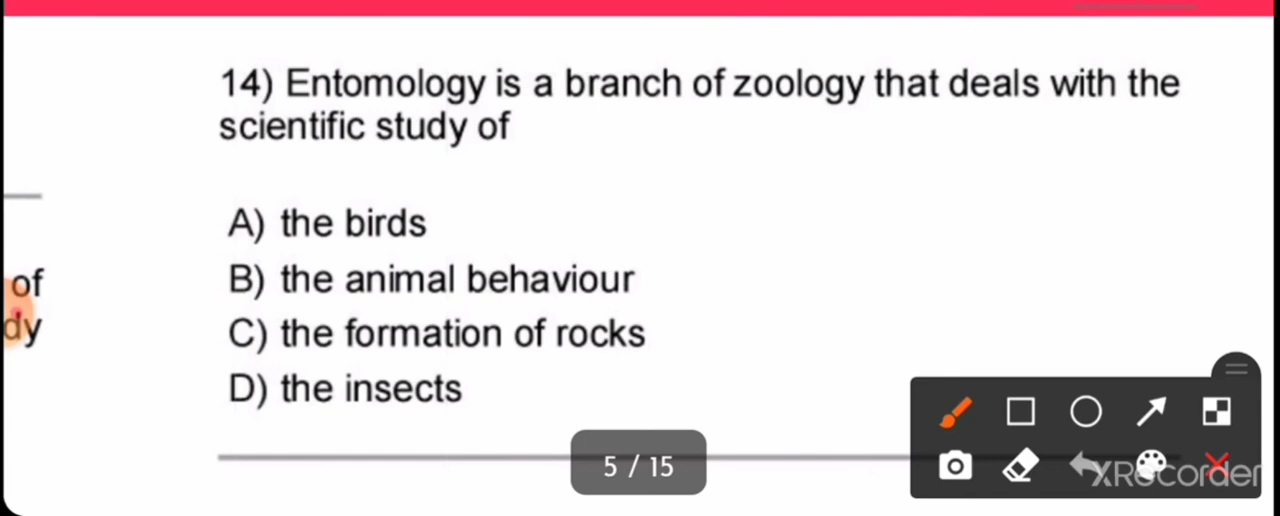 14) Entomology is a branch of zoology that deals with the
scientific study of
A) the birds
B) the animal behaviour
C) the formation of rocks
D) the insects
of
dy
5 / 15
XRecorder